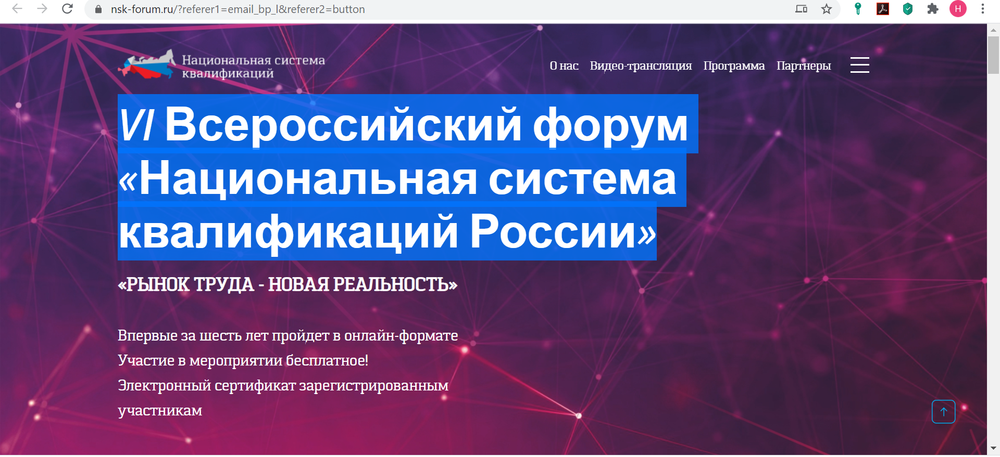 nsk-forum.ru/?referer1=email_bp_l&referer2=button
Н
Национальная система
квалификаций
О нас Видео-трансляция Программа Партнеры
VI Всероссийский форум
«Национальная система
квалификаций России»
«РЫНОК ТРУДА - НОВАЯ РЕАЛЬНОСТЬ»
Впервые за шесть лет пройдет в онлайн-формате
Участие в мероприятии бесплатное!
Электронный сертификат зарегистрированным
участникам